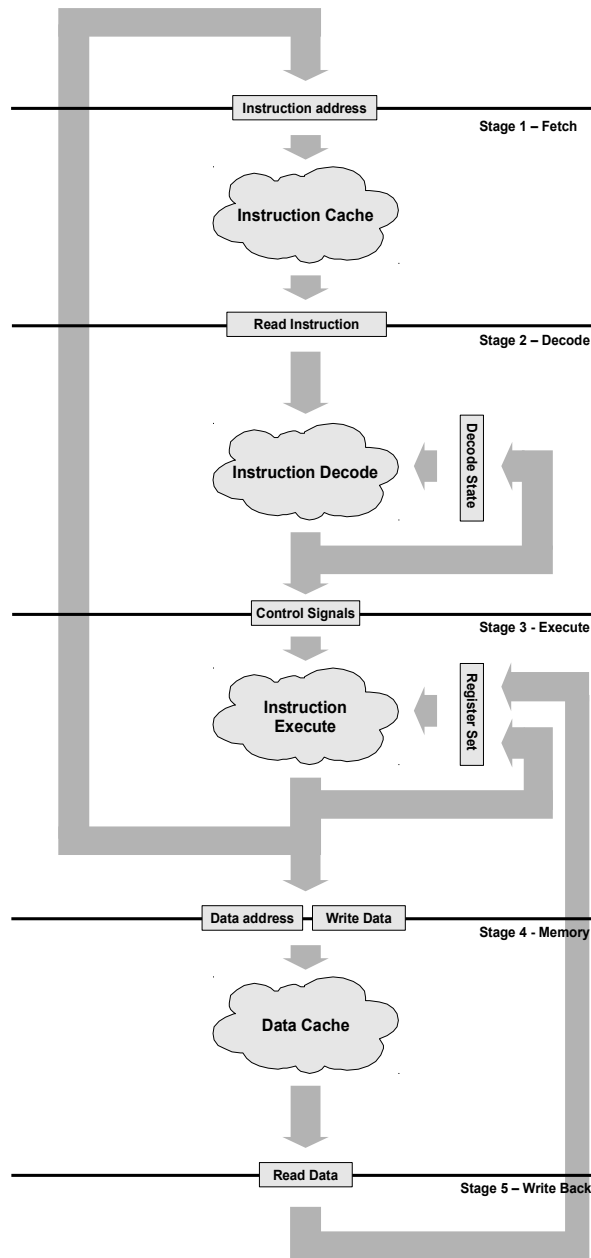 Instruction address
Stage 1 – Fetch
Instruction Cache
Read Instruction
Stage 2 – Decode
Instruction Decode
Decode State
Control Signals
Stage 3 - Execute
Instruction
Execute
Register Set
Data address
Write Data
Stage 4 - Memory
Data Cache
Read Data
Stage 5 – Write Back